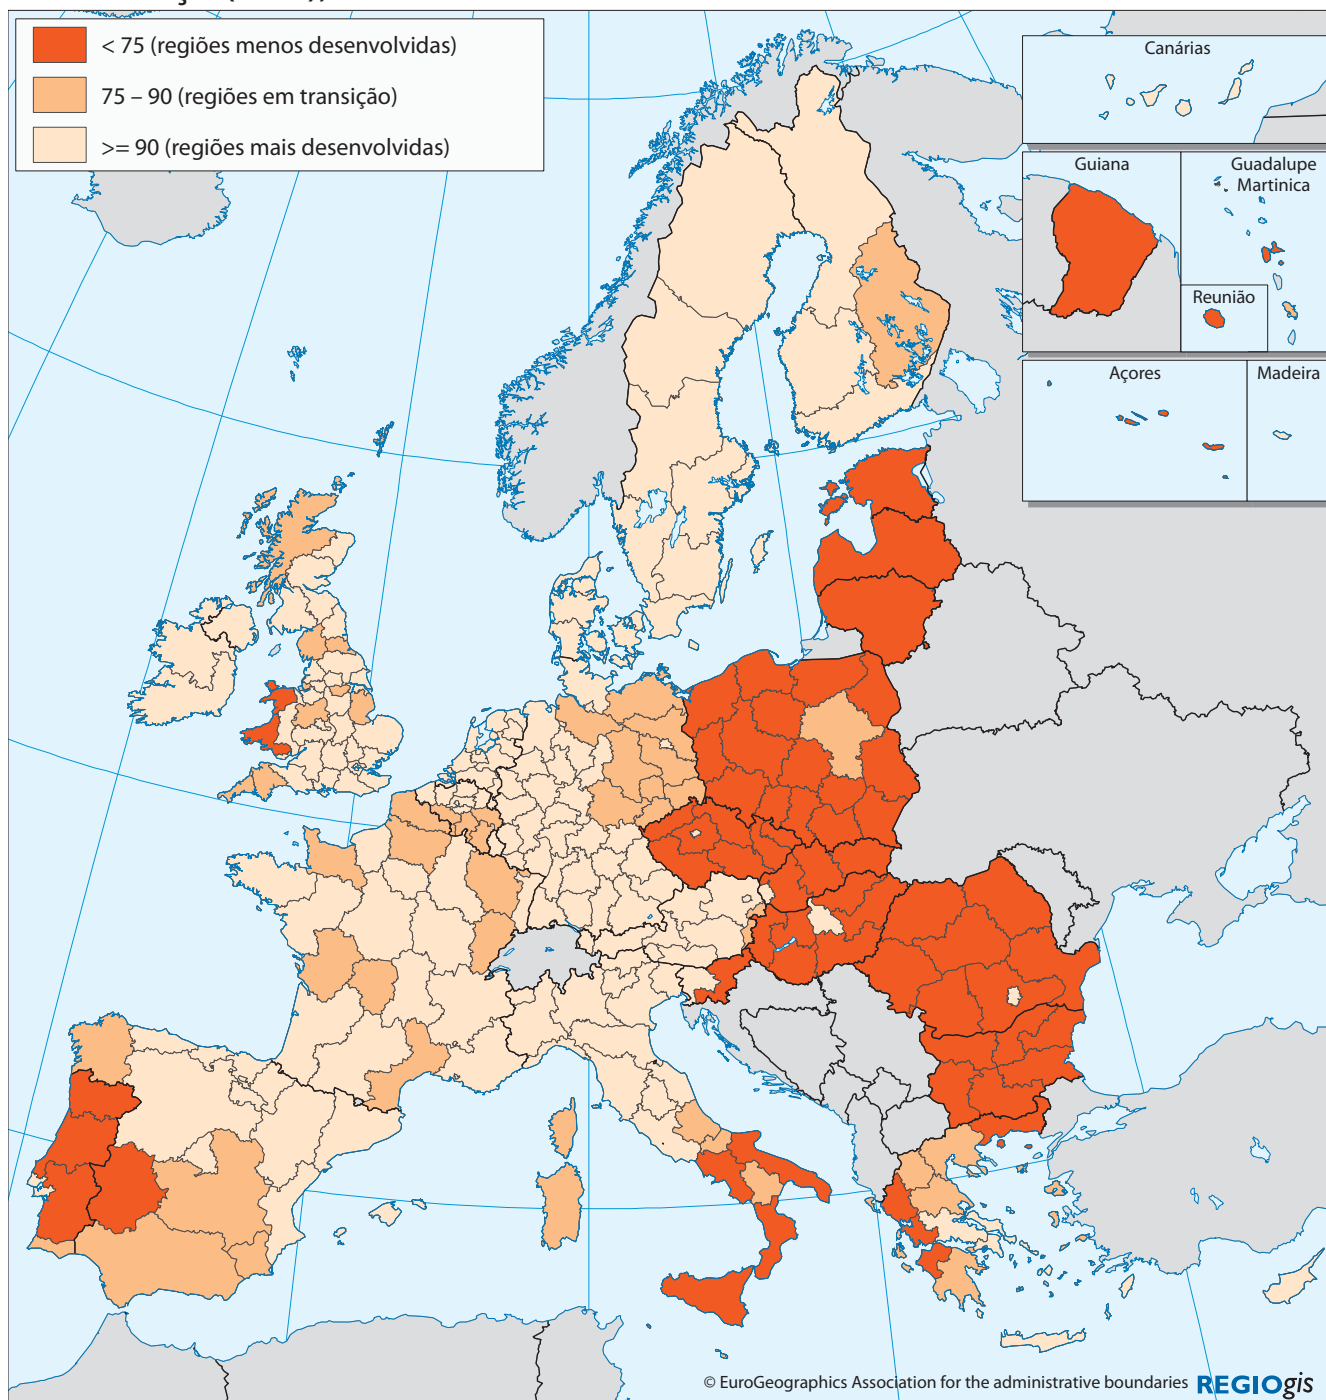 < 75 (regiões menos desenvolvidas)
75 – 90 (regiões em transição)
>= 90 (regiões mais desenvolvidas)
Canárias
Guiana
Guadalupe
Martinica
Reunião
Açores
Madeira
© EuroGeographics Association for the administrative boundaries
REGIOgis